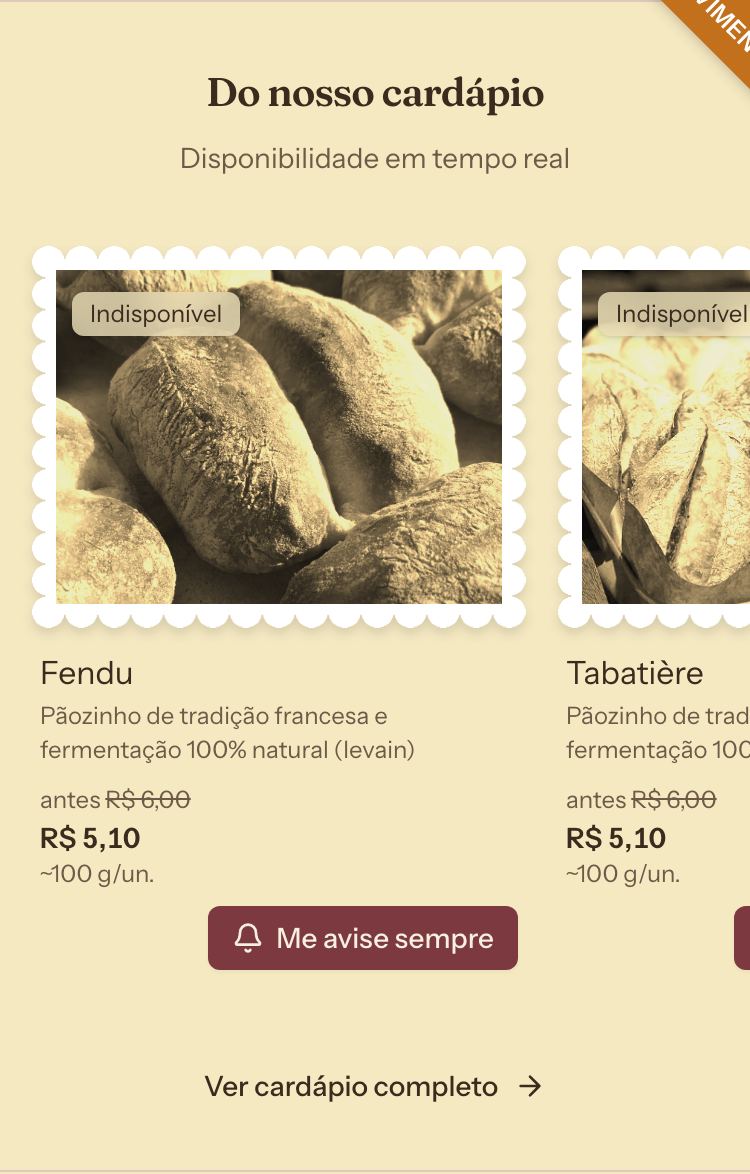 Do nosso cardápio
Disponibilidade em tempo real
Indisponível
Fendu
Pãozinho de tradição francesa e
fermentação 100% natural (levain)
antes R$ 6,00
R$ 5,10
~100 g/un.
Me avise sempre
Indisponível
Tabatière
Pãozinho de trad
fermentação 100
antes R$ 6,00
R$ 5,10
~100 g/un.
Ver cardápio completo →